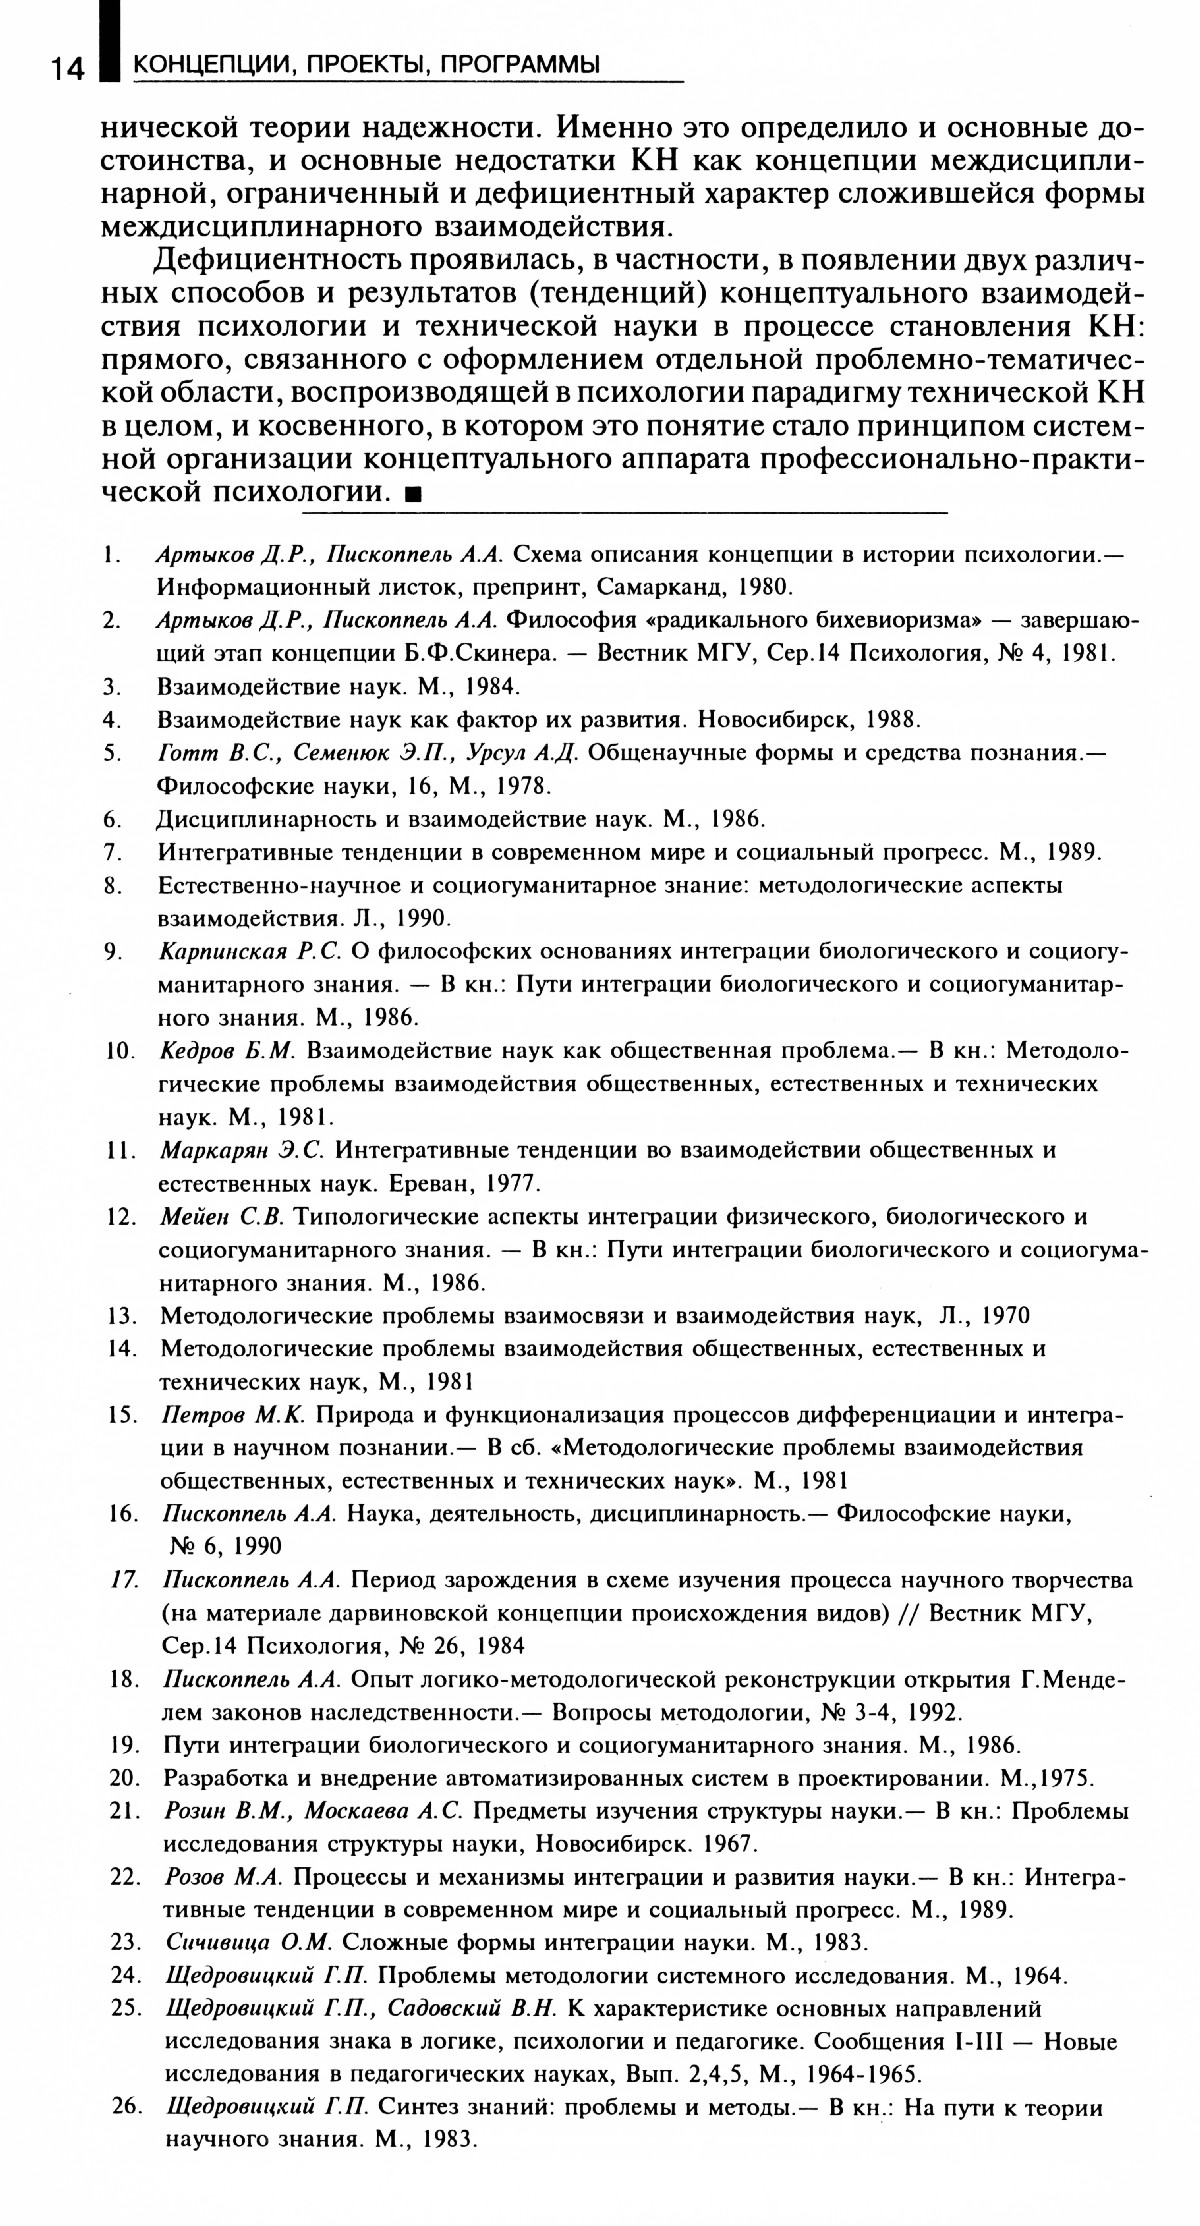 14 КОНЦЕПЦИИ, ПРОЕКТЫ, ПРОГРАММЫ
нической теории надежности. Именно это определило и основные до-
стоинства, и основные недостатки КН как концепции междисципли-
нарной, ограниченный и дефициентный характер сложившейся формы
междисциплинарного взаимодействия.
Дефициентность проявилась, в частности, в появлении двух различ-
ных способов и результатов (тенденций) концептуального взаимодей-
ствия психологии и технической науки в процессе становления КН:
прямого, связанного с оформлением отдельной проблемно-тематичес-
кой области, воспроизводящей в психологии парадигму технической КН
в целом, и косвенного, в котором это понятие стало принципом систем-
ной организации концептуального аппарата профессионально-практи-
ческой психологии. ■
1. Артыков Д.Р., Пископпель А.А. Схема описания концепции в истории психологии.—
Информационный листок, препринт, Самарканд, 1980.
2. Артыков Д.Р., Пископпель А.А. Философия «радикального бихевиоризма» — завершаю-
щий этап концепции Б.Ф.Скинера. — Вестник МГУ, Сер.14 Психология, № 4, 1981.
3. Взаимодействие наук. М., 1984.
4. Взаимодействие наук как фактор их развития. Новосибирск, 1988.
5. Готт В.С., Семенюк Э.П., Урсул А.Д. Общенаучные формы и средства познания.—
Философские науки, 16, М., 1978.
6. Дисциплинарность и взаимодействие наук. М., 1986.
7. Интегративные тенденции в современном мире и социальный прогресс. М., 1989.
8. Естественно-научное и социогуманитарное знание: методологические аспекты
взаимодействия. Л., 1990.
9. Карпинская Р.С. О философских основаниях интеграции биологического и социогу-
манитарного знания. — В кн.: Пути интеграции биологического и социогуманитар-
ного знания. М., 1986.
10. Кедров Б.М. Взаимодействие наук как общественная проблема.— В кн.: Методоло-
гические проблемы взаимодействия общественных, естественных и технических
наук. М., 1981.
11. Маркарян Э.С. Интегративные тенденции во взаимодействии общественных и
естественных наук. Ереван, 1977.
12. Мейен С.В. Типологические аспекты интеграции физического, биологического и
социогуманитарного знания. — В кн.: Пути интеграции биологического и социогума-
нитарного знания. М., 1986.
13. Методологические проблемы взаимосвязи и взаимодействия наук, Л., 1970
14. Методологические проблемы взаимодействия общественных, естественных и
технических наук, М., 1981
15. Петров М.К. Природа и функционализация процессов дифференциации и интегра-
ции в научном познании.— В сб. «Методологические проблемы взаимодействия
общественных, естественных и технических наук». М., 1981
16. Пископпель А.А. Наука, деятельность, дисциплинарность.— Философские науки,
№ 6, 1990
17. Пископпель А.А. Период зарождения в схеме изучения процесса научного творчества
(на материале дарвиновской концепции происхождения видов) // Вестник МГУ,
Сер.14 Психология, № 26, 1984
18. Пископпель А.А. Опыт логико-методологической реконструкции открытия Г.Менде-
лем законов наследственности.— Вопросы методологии, № 3-4, 1992.
19. Пути интеграции биологического и социогуманитарного знания. М., 1986.
20. Разработка и внедрение автоматизированных систем в проектировании. М.,1975.
21. Розин В.М., Москаева А.С. Предметы изучения структуры науки.— В кн.: Проблемы
исследования структуры науки, Новосибирск. 1967.
22. Розов М.А. Процессы и механизмы интеграции и развития науки.— В кн.: Интегра-
тивные тенденции в современном мире и социальный прогресс. М., 1989.
23. Сичивица О.М. Сложные формы интеграции науки. М., 1983.
24. Щедровицкий Г.П. Проблемы методологии системного исследования. М., 1964.
25. Щедровицкий Г.П., Садовский В.Н. К характеристике основных направлений
исследования знака в логике, психологии и педагогике. Сообщения I-III — Новые
исследования в педагогических науках, Вып. 2,4,5, М., 1964-1965.
26. Щедровицкий Г.П. Синтез знаний: проблемы и методы.— В кн.: На пути к теории
научного знания. М., 1983.